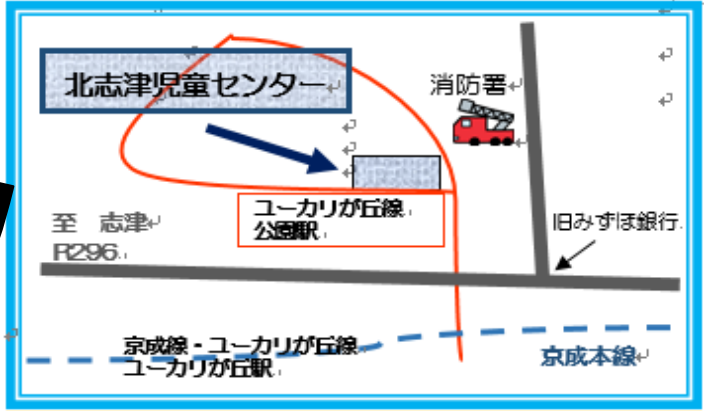 北志津児童センター
消防署
ユーカリが丘線
公園駅
至　志津
R296
旧みずほ銀行
京成線・ユーカリが丘線
ユーカリが丘駅
京成本線